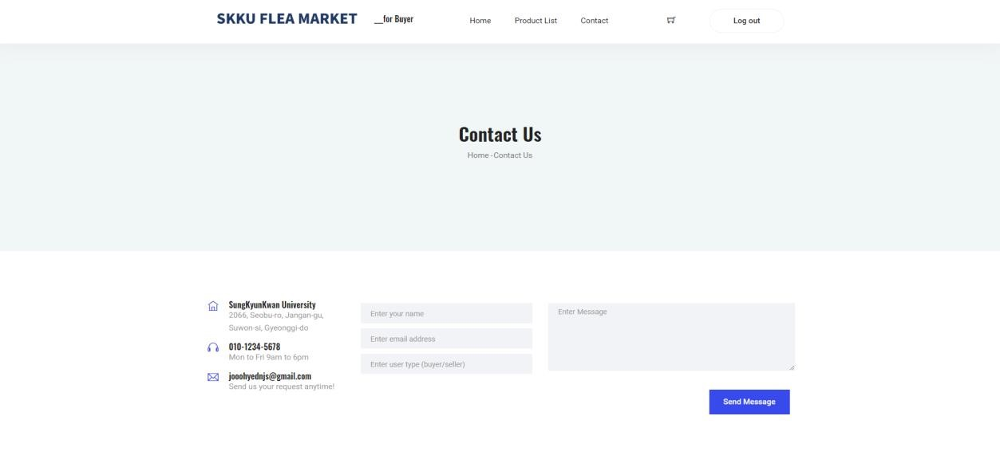 SKKU FLEA MARKET __for Buyer Home Product List Contact Log out
Contact Us
Home - Contact Us
SungKyunKwan University
2066, Seobu-ro, Jangan-gu,
Suwon-si, Gyeonggi-do
010-1234-5678
Mon to Fri 9am to 6pm
jooohyednjs@gmail.com
Send us your request anytime!
Enter your name
Enter email address
Enter user type (buyer/seller)
Enter Message
Send Message